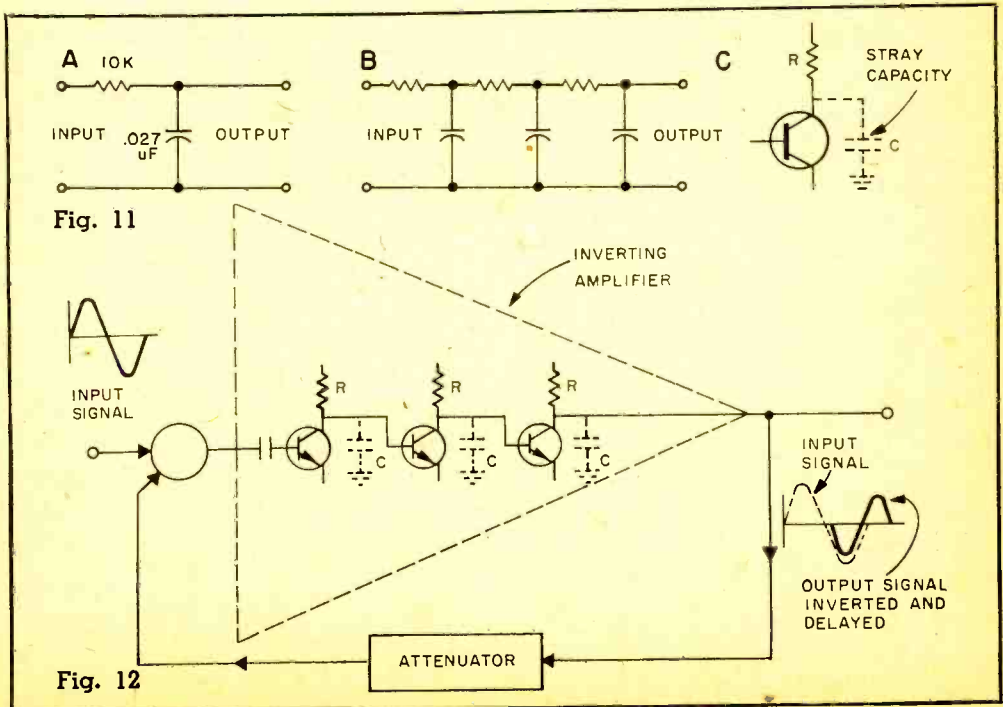 A
10K
INPUT
.027
uF
OUTPUT
B
INPUT
OUTPUT
C
R
STRAY
CAPACITY
C
Fig. 11
INVERTING
AMPLIFIER
INPUT
SIGNAL
R
R
R
C
C
C
INPUT
SIGNAL
OUTPUT SIGNAL
INVERTED AND
DELAYED
ATTENUATOR
Fig. 12